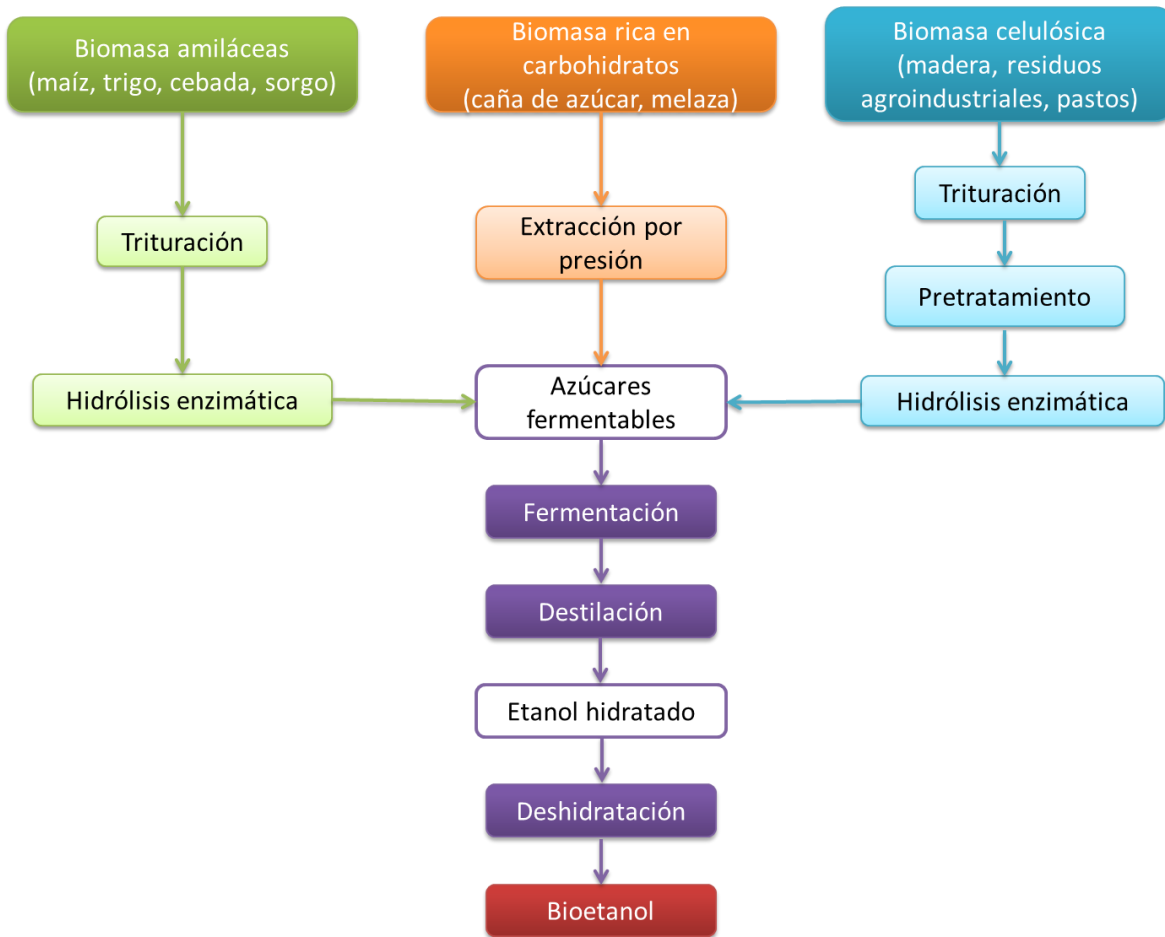 Biomasa amiláceas
(maíz, trigo, cebada, sorgo)
Biomasa rica en
carbohidratos
(caña de azúcar, melaza)
Biomasa celulósica
(madera, residuos
agroindustriales, pastos)
Trituración
Extracción por
presión
Trituración
Pretratamiento
Hidrólisis enzimática
Azúcares
fermentables
Hidrólisis enzimática
Fermentación
Destilación
Etanol hidratado
Deshidratación
Bioetanol